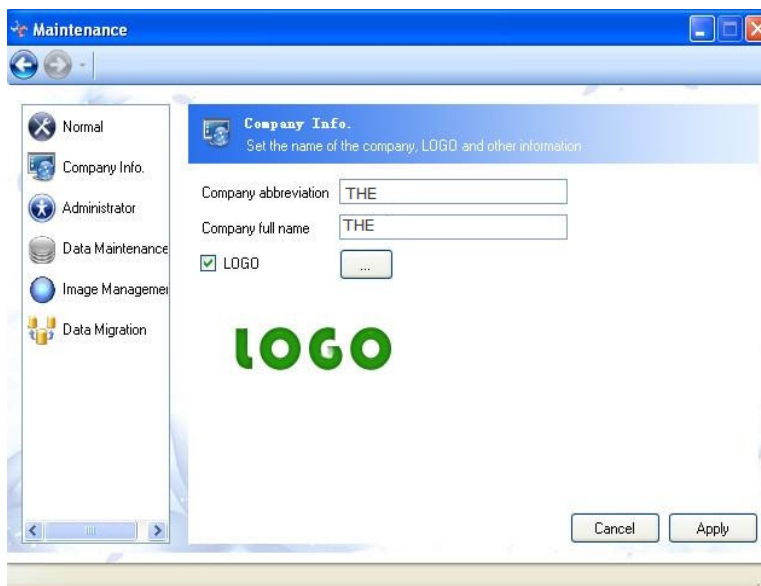 Maintenance
Normal
Company Info.
Administrator
Data Maintenance
Image Managemer
Data Migration
Company Info.
Set the name of the company, LOGO and other information
Company abbreviation THE
Company full name THE
LOGO ...
LOGO
Cancel Apply